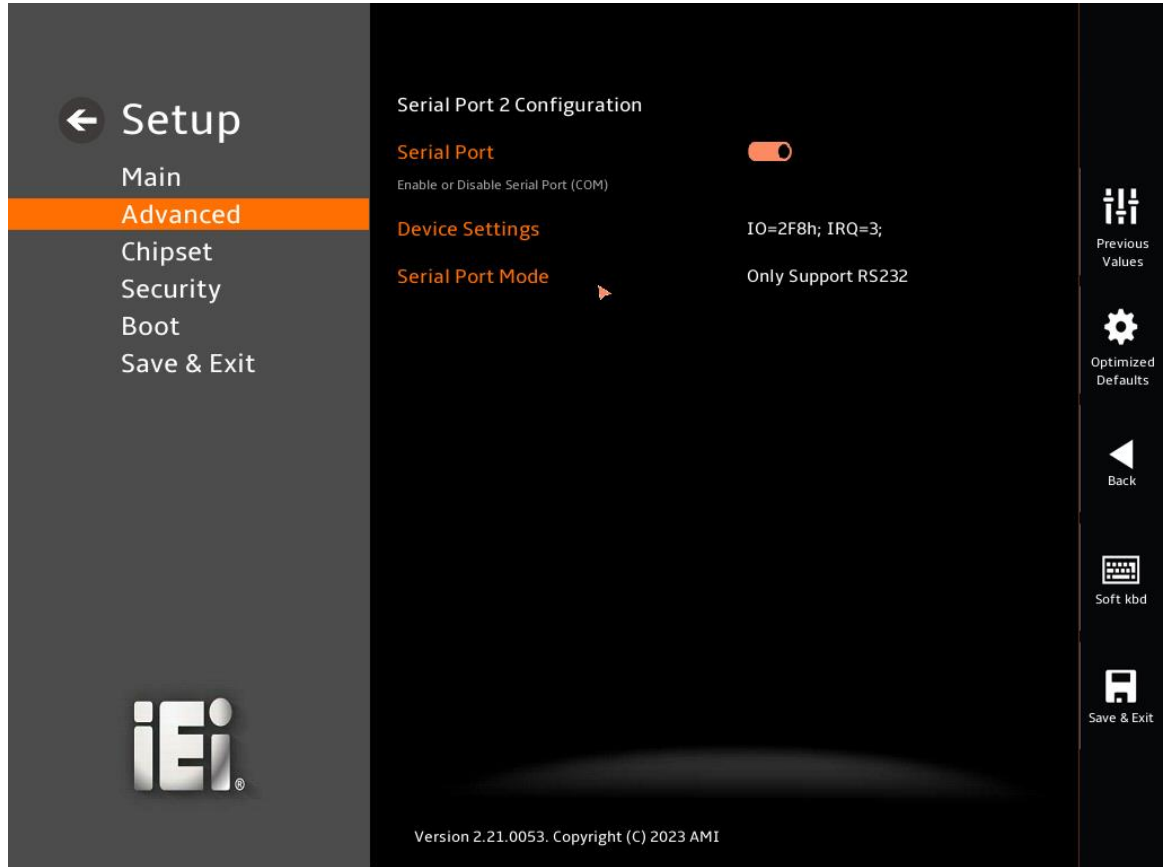 Setup
Main
Advanced
Chipset
Security
Boot
Save & Exit
iEi®
Serial Port 2 Configuration
Serial Port
Enable or Disable Serial Port (COM)
Device Settings IO=2F8h; IRQ=3;
Serial Port Mode Only Support RS232
Version 2.21.0053. Copyright (C) 2023 AMI
Previous
Values
Optimized
Defaults
Back
Soft kbd
Save & Exit